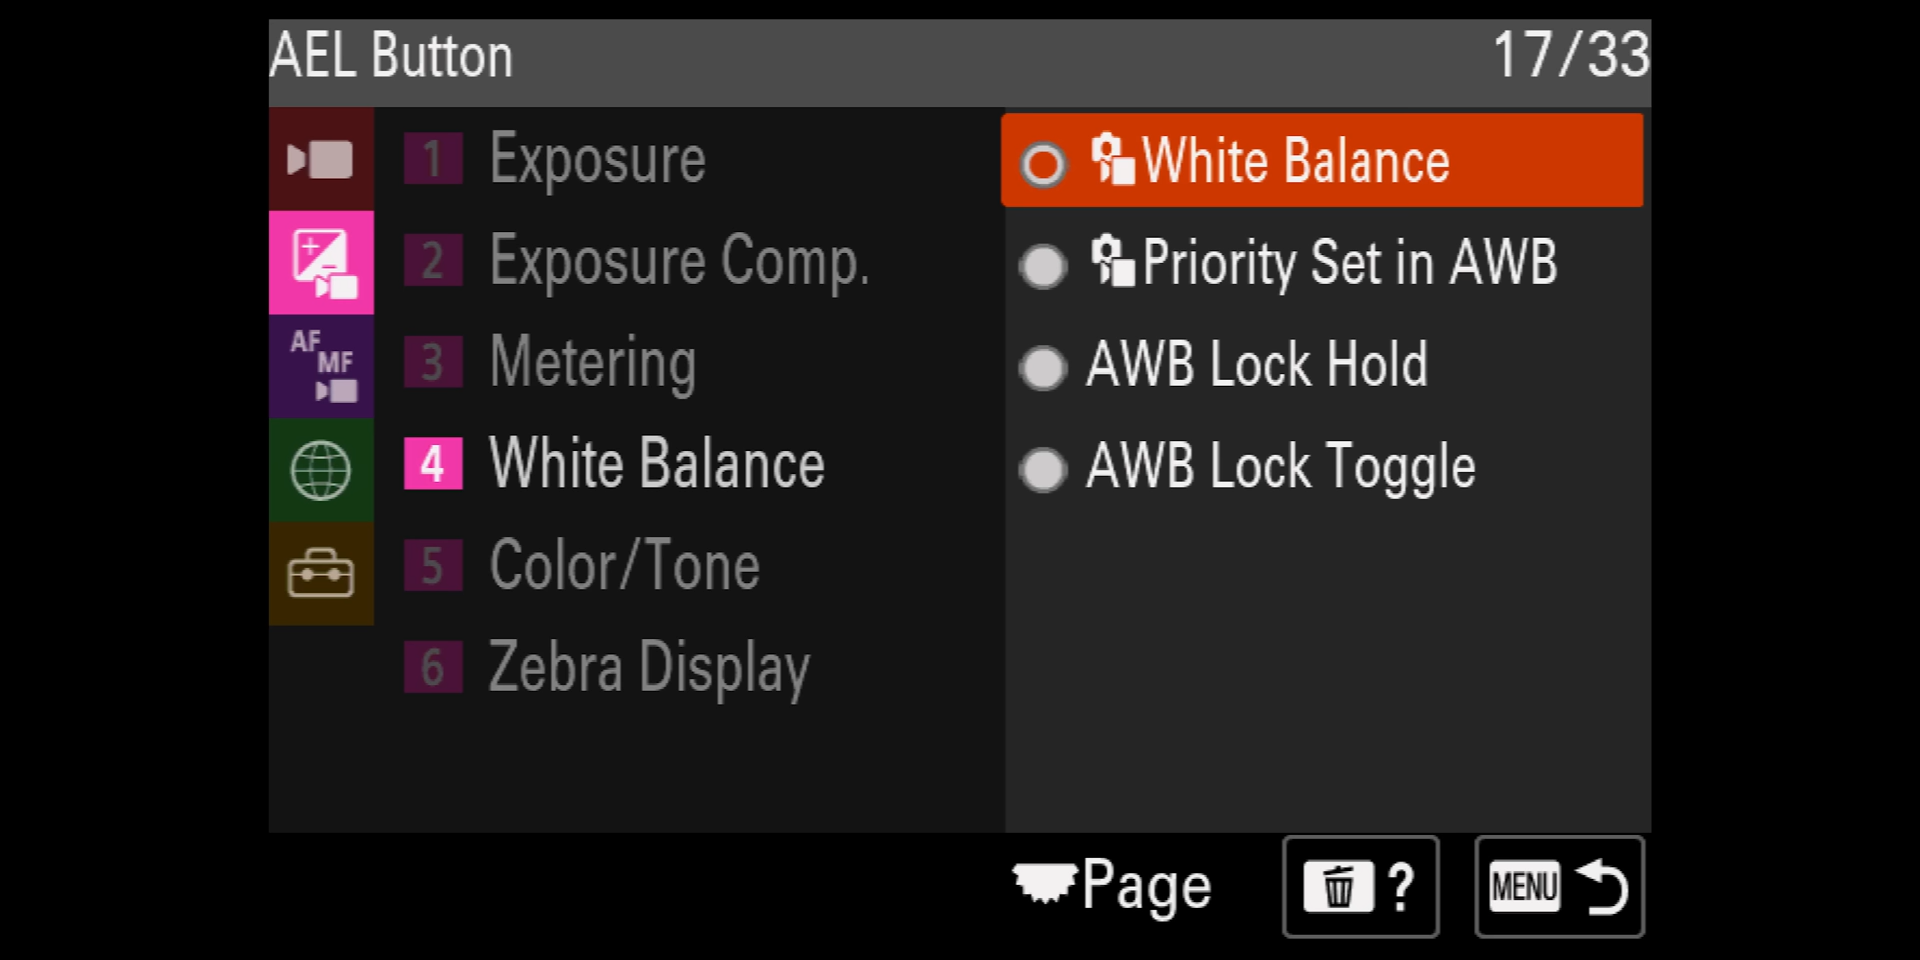 AEL Button 17/33
1 Exposure
2 Exposure Comp.
3 Metering
4 White Balance
5 Color/Tone
6 Zebra Display
AF
MF
White Balance
Priority Set in AWB
AWB Lock Hold
AWB Lock Toggle
Page
?
MENU